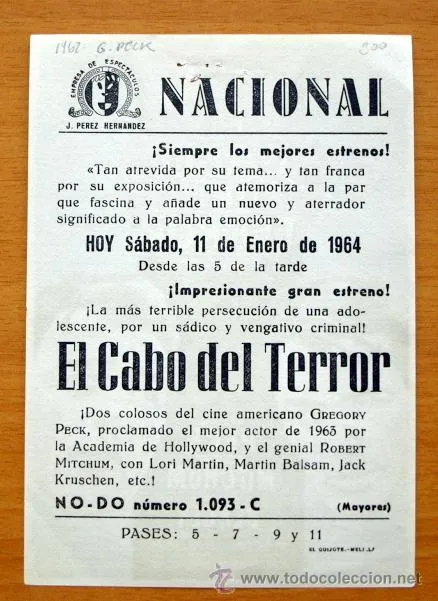 1962. G. PECK
300
EMPRESA DE ESPECTACULOS
J. PEREZ HERNANDEZ
NACIONAL
¡Siempre los mejores estrenos!
«Tan atrevida por su tema... y tan franca
por su exposición... que atemoriza a la par
que fascina y añade un nuevo y aterrador
significado a la palabra emoción».
HOY Sábado, 11 de Enero de 1964
Desde las 5 de la tarde
¡Impresionante gran estreno!
¡La más terrible persecución de una ado-
lescente, por un sádico y vengativo criminal!
El Cabo del Terror
¡Dos colosos del cine americano GREGORY
PECK, proclamado el mejor actor de 1963 por
la Academia de Hollywood, y el genial ROBERT
MITCHUM, con Lori Martin, Martin Balsam, Jack
Kruschen, etc.!
NO-DO número 1.093-C (Mayores)
PASES: 5 - 7 - 9 y 11
EL QUIJOTE.-MELILLA
© todocoleccion
www.todocoleccion.net